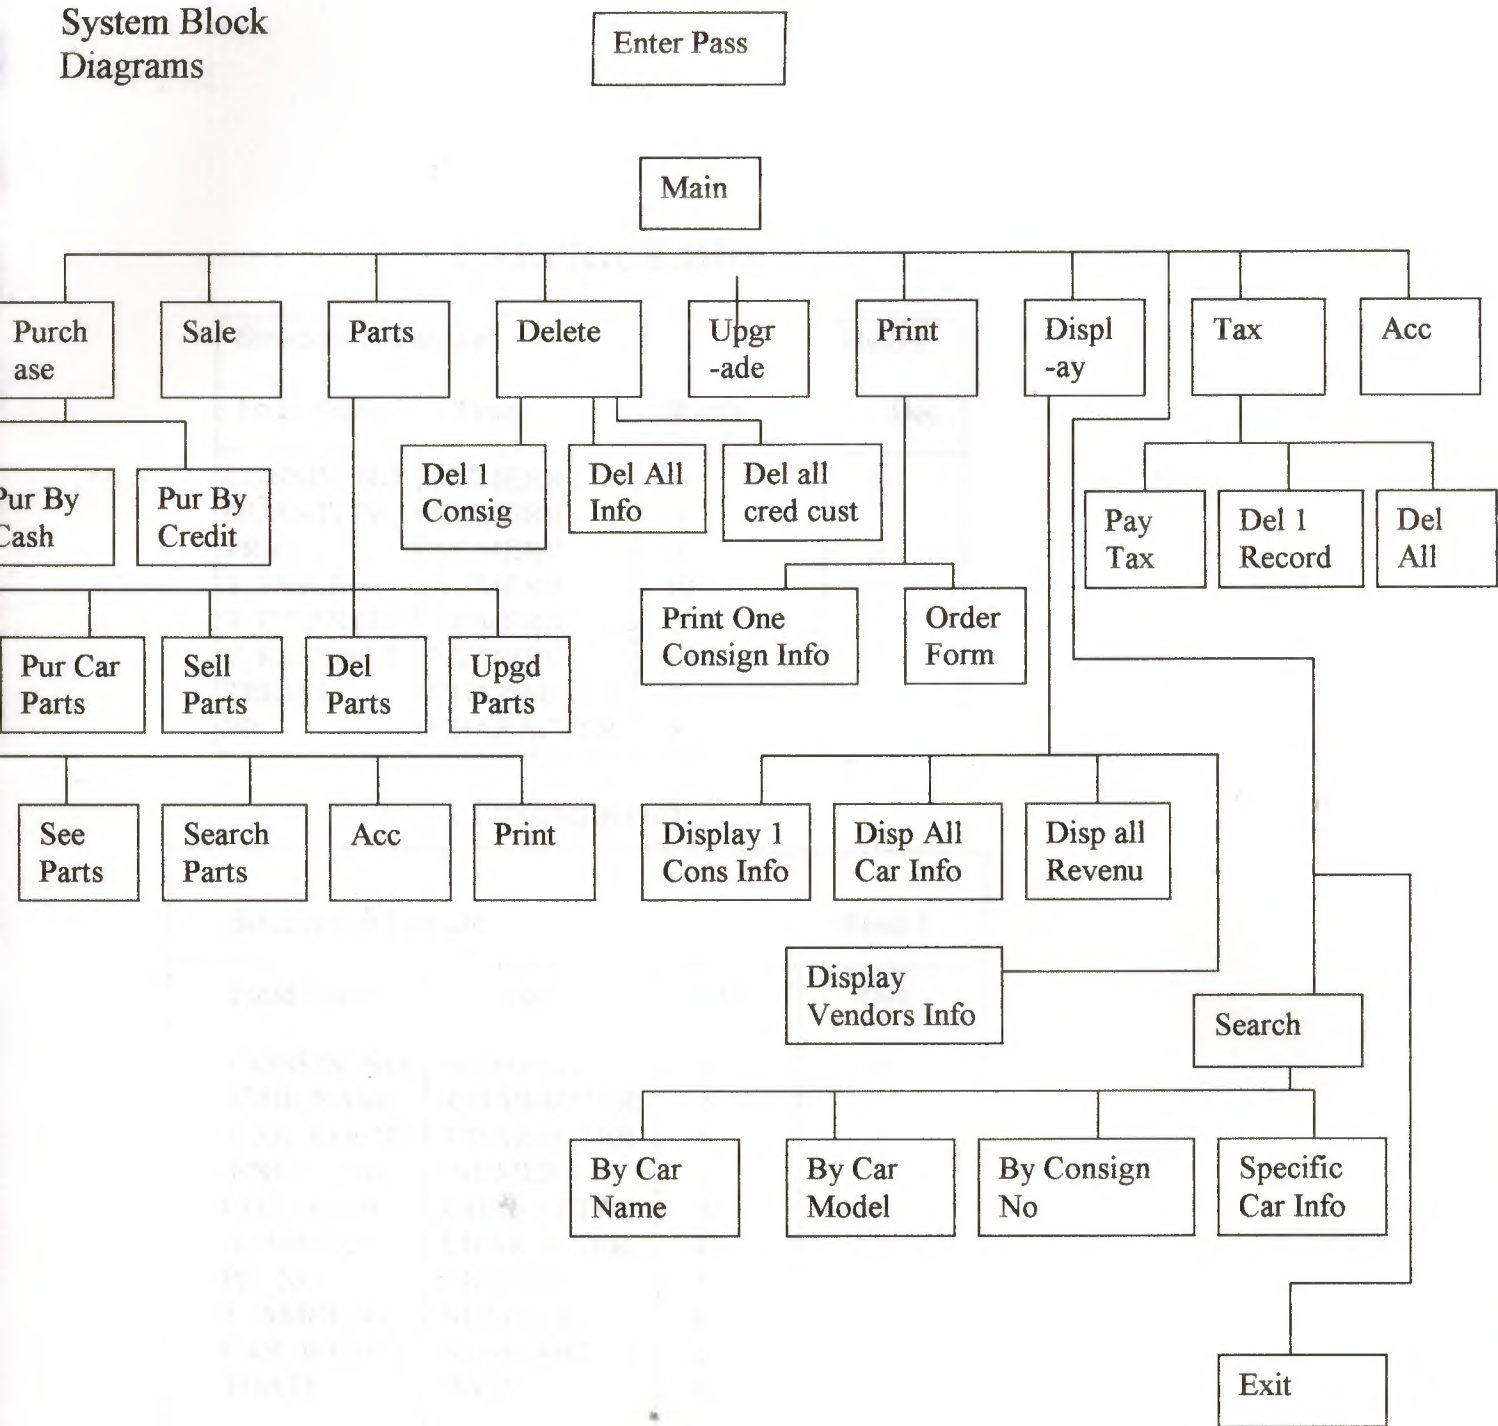 System Block
Diagrams
Enter Pass
Main
Purch
ase
Sale
Parts
Delete
Upgr
-ade
Print
Displ
-ay
Tax
Acc
Pur By
Cash
Pur By
Credit
Del 1
Consig
Del All
Info
Del all
cred cust
Pay
Tax
Del 1
Record
Del
All
Print One
Consign Info
Order
Form
Pur Car
Parts
Sell
Parts
Del
Parts
Upgd
Parts
See
Parts
Search
Parts
Acc
Print
Display 1
Cons Info
Disp All
Car Info
Disp all
Revenu
Display
Vendors Info
Search
By Car
Name
By Car
Model
By Consign
No
Specific
Car Info
Exit